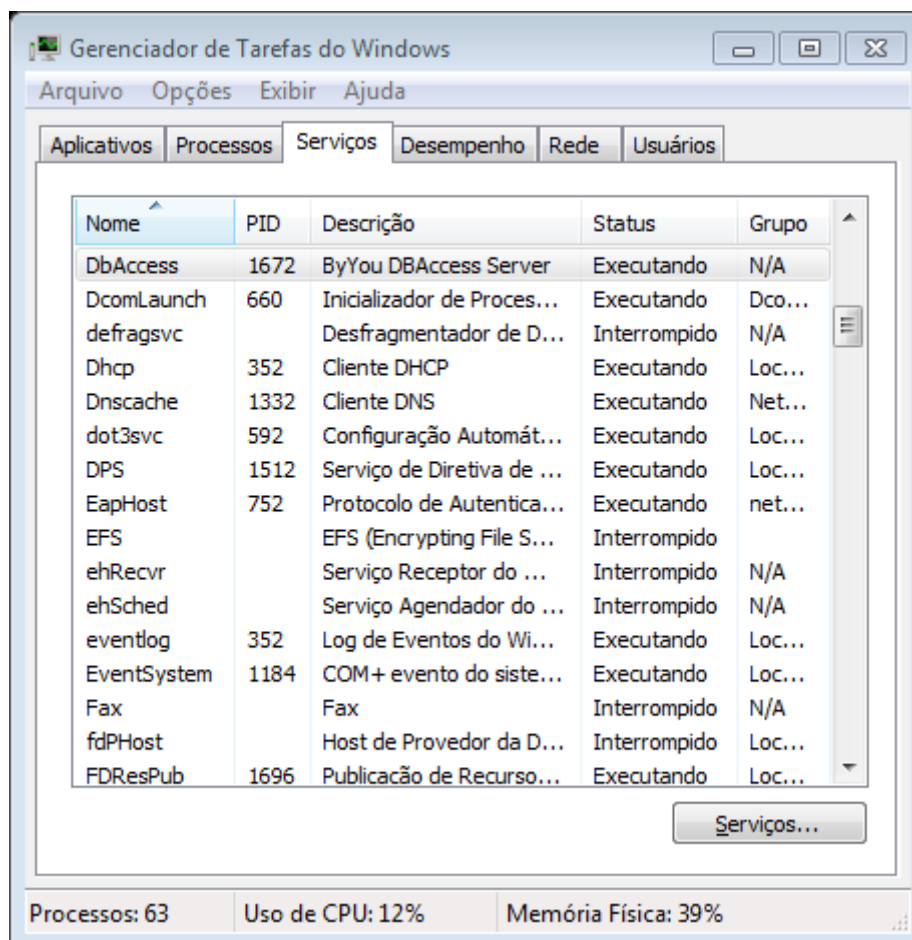 Gerenciador de Tarefas do Windows
Arquivo Opções Exibir Ajuda
Aplicativos Processos Serviços Desempenho Rede Usuários
Nome PID Descrição Status Grupo
DbAccess 1672 ByYou DBAccess Server Executando N/A
DcomLaunch 660 Inicializador de Proces... Executando Dco...
defragsvc Desfragmentador de D... Interrompido N/A
Dhcp 352 Cliente DHCP Executando Loc...
Dnscache 1332 Cliente DNS Executando Net...
dot3svc 592 Configuração Automát... Executando Loc...
DPS 1512 Serviço de Diretiva de ... Executando Loc...
EapHost 752 Protocolo de Autentica... Executando net...
EFS EFS (Encrypting File S... Interrompido
ehRecvr Serviço Receptor do ... Interrompido N/A
ehSched Serviço Agendador do ... Interrompido N/A
eventlog 352 Log de Eventos do Wi... Executando Loc...
EventSystem 1184 COM+ evento do siste... Executando Loc...
Fax Fax Interrompido N/A
fdPHost Host de Provedor da D... Interrompido Loc...
FDResPub 1696 Publicação de Recurso... Executando Loc...
Serviços...
Processos: 63 Uso de CPU: 12% Memória Física: 39%